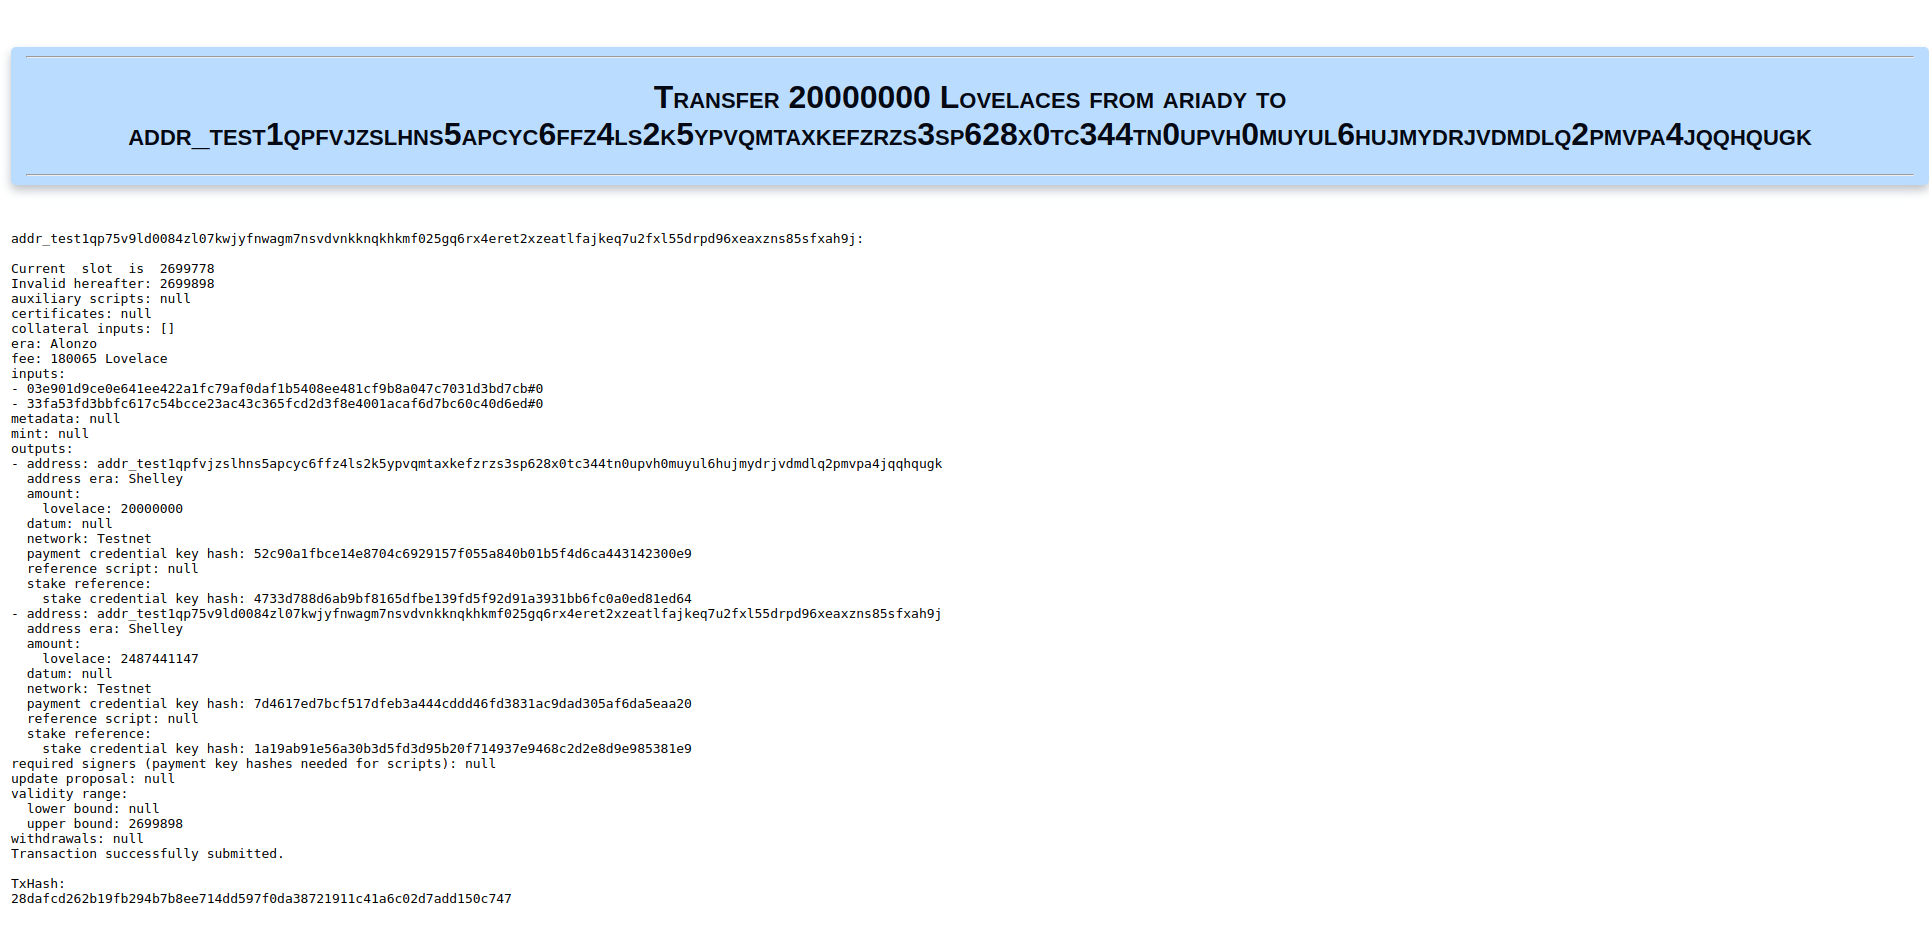 Transfer 20000000 Lovelaces from ariady to
addr_test1qpfvjzslhns5apcyc6ffz4ls2k5ypvqmtaxkefzrzs3sp628x0tc344tn0upvh0muyul6hujmydrjvdmdlq2pmvpa4jqqhqugk
addr_test1qp75v9ld0084zl07kwjyfnwagm7nsvdvnkknqkhkmf025gq6rx4eret2xzeatlfajkeq7u2fxl55drpd96xeaxzns85sfxah9j:
Current  slot  is  2699778
Invalid hereafter: 2699898
auxiliary scripts: null
certificates: null
collateral inputs: []
era: Alonzo
fee: 180065 Lovelace
inputs:
- 03e901d9ce0e641ee422a1fc79af0daf1b5408ee481cf9b8a047c7031d3bd7cb#0
- 33fa53fd3bbfc617c54bcce23ac43c365fcd2d3f8e4001acaf6d7bc60c40d6ed#0
metadata: null
mint: null
outputs:
- address: addr_test1qpfvjzslhns5apcyc6ffz4ls2k5ypvqmtaxkefzrzs3sp628x0tc344tn0upvh0muyul6hujmydrjvdmdlq2pmvpa4jqqhqugk
  address era: Shelley
  amount:
    lovelace: 20000000
  datum: null
  network: Testnet
  payment credential key hash: 52c90a1fbce14e8704c6929157f055a840b01b5f4d6ca443142300e9
  reference script: null
  stake reference:
    stake credential key hash: 4733d788d6ab9bf8165dfbe139fd5f92d91a3931bb6fc0a0ed81ed64
- address: addr_test1qp75v9ld0084zl07kwjyfnwagm7nsvdvnkknqkhkmf025gq6rx4eret2xzeatlfajkeq7u2fxl55drpd96xeaxzns85sfxah9j
  address era: Shelley
  amount:
    lovelace: 2487441147
  datum: null
  network: Testnet
  payment credential key hash: 7d4617ed7bcf517dfeb3a444cddd46fd3831ac9dad305af6da5eaa20
  reference script: null
  stake reference:
    stake credential key hash: 1a19ab91e56a30b3d5fd3d95b20f714937e9468c2d2e8d9e985381e9
required signers (payment key hashes needed for scripts): null
update proposal: null
validity range:
  lower bound: null
  upper bound: 2699898
withdrawals: null
Transaction successfully submitted.
TxHash:
28dafcd262b19fb294b7b8ee714dd597f0da38721911c41a6c02d7add150c747